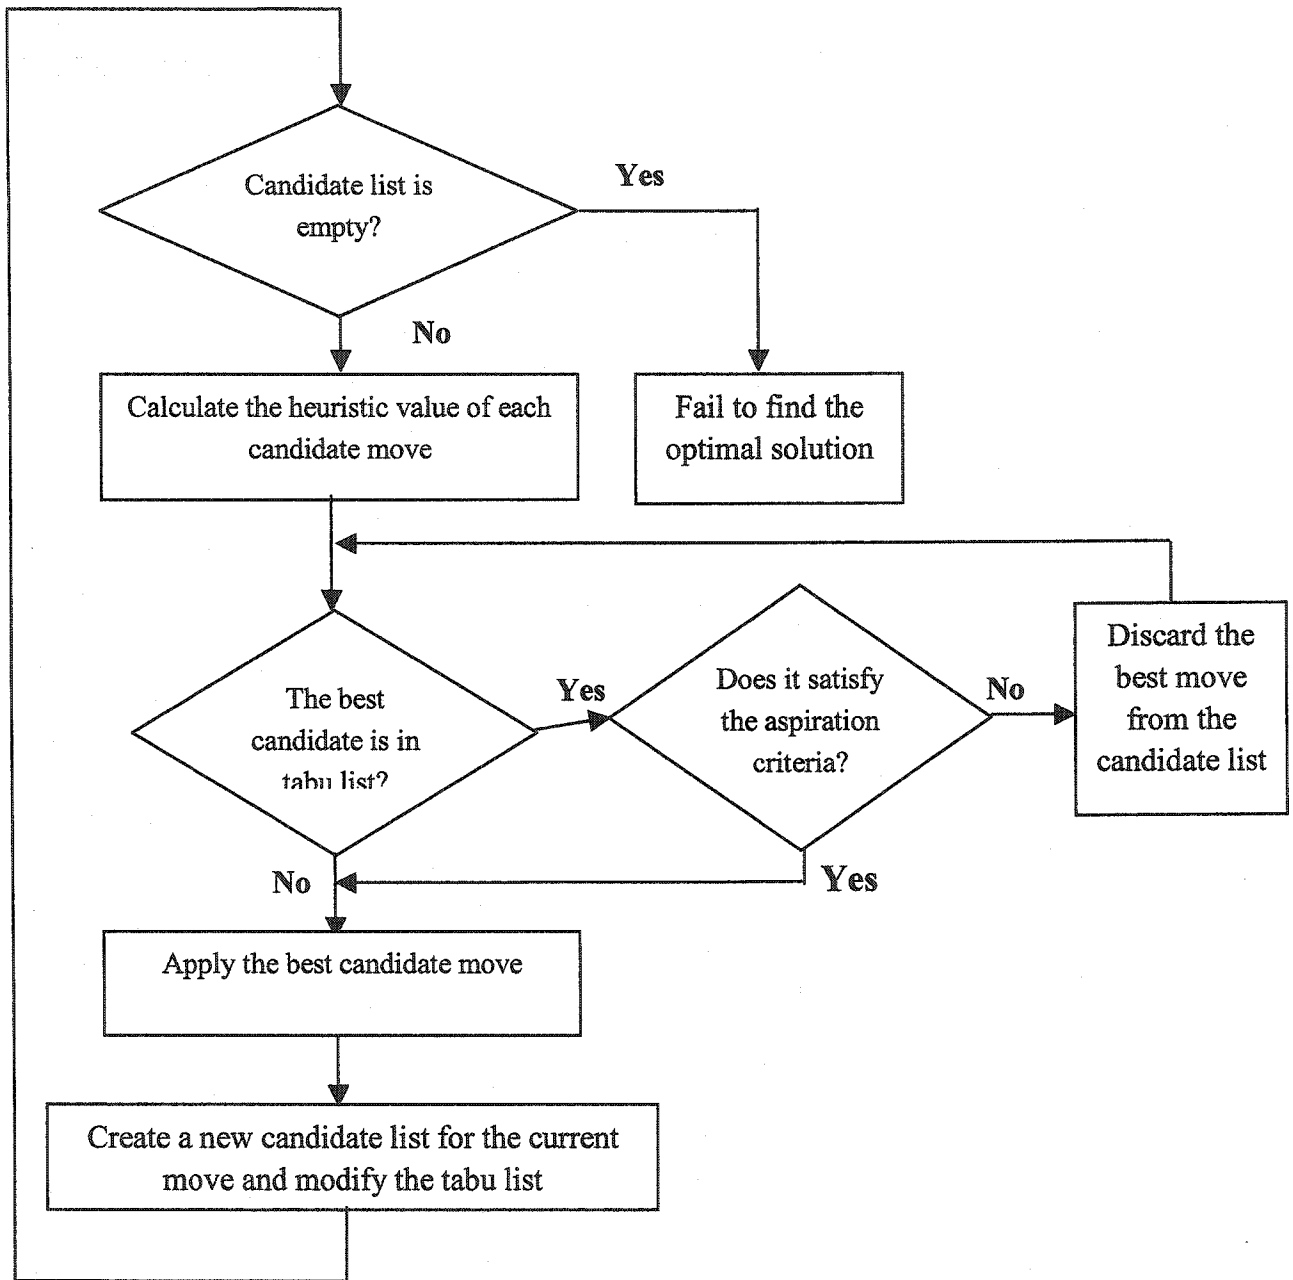 Yes
Candidate list is
empty?
No
Calculate the heuristic value of each
candidate move
Fail to find the
optimal solution
The best
candidate is in
tabu list?
Yes
Does it satisfy
the aspiration
criteria?
No
Discard the
best move
from the
candidate list
No
Yes
Apply the best candidate move
Create a new candidate list for the current
move and modify the tabu list